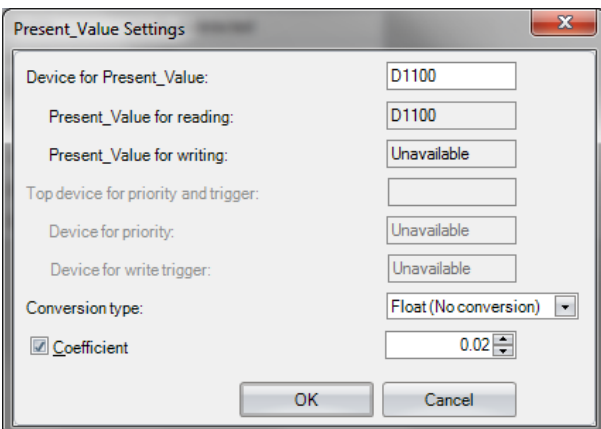 Present_Value Settings
Device for Present_Value: D1100
Present_Value for reading: D1100
Present_Value for writing: Unavailable
Top device for priority and trigger:
Device for priority: Unavailable
Device for write trigger: Unavailable
Conversion type: Float (No conversion)
Coefficient 0.02
OK Cancel